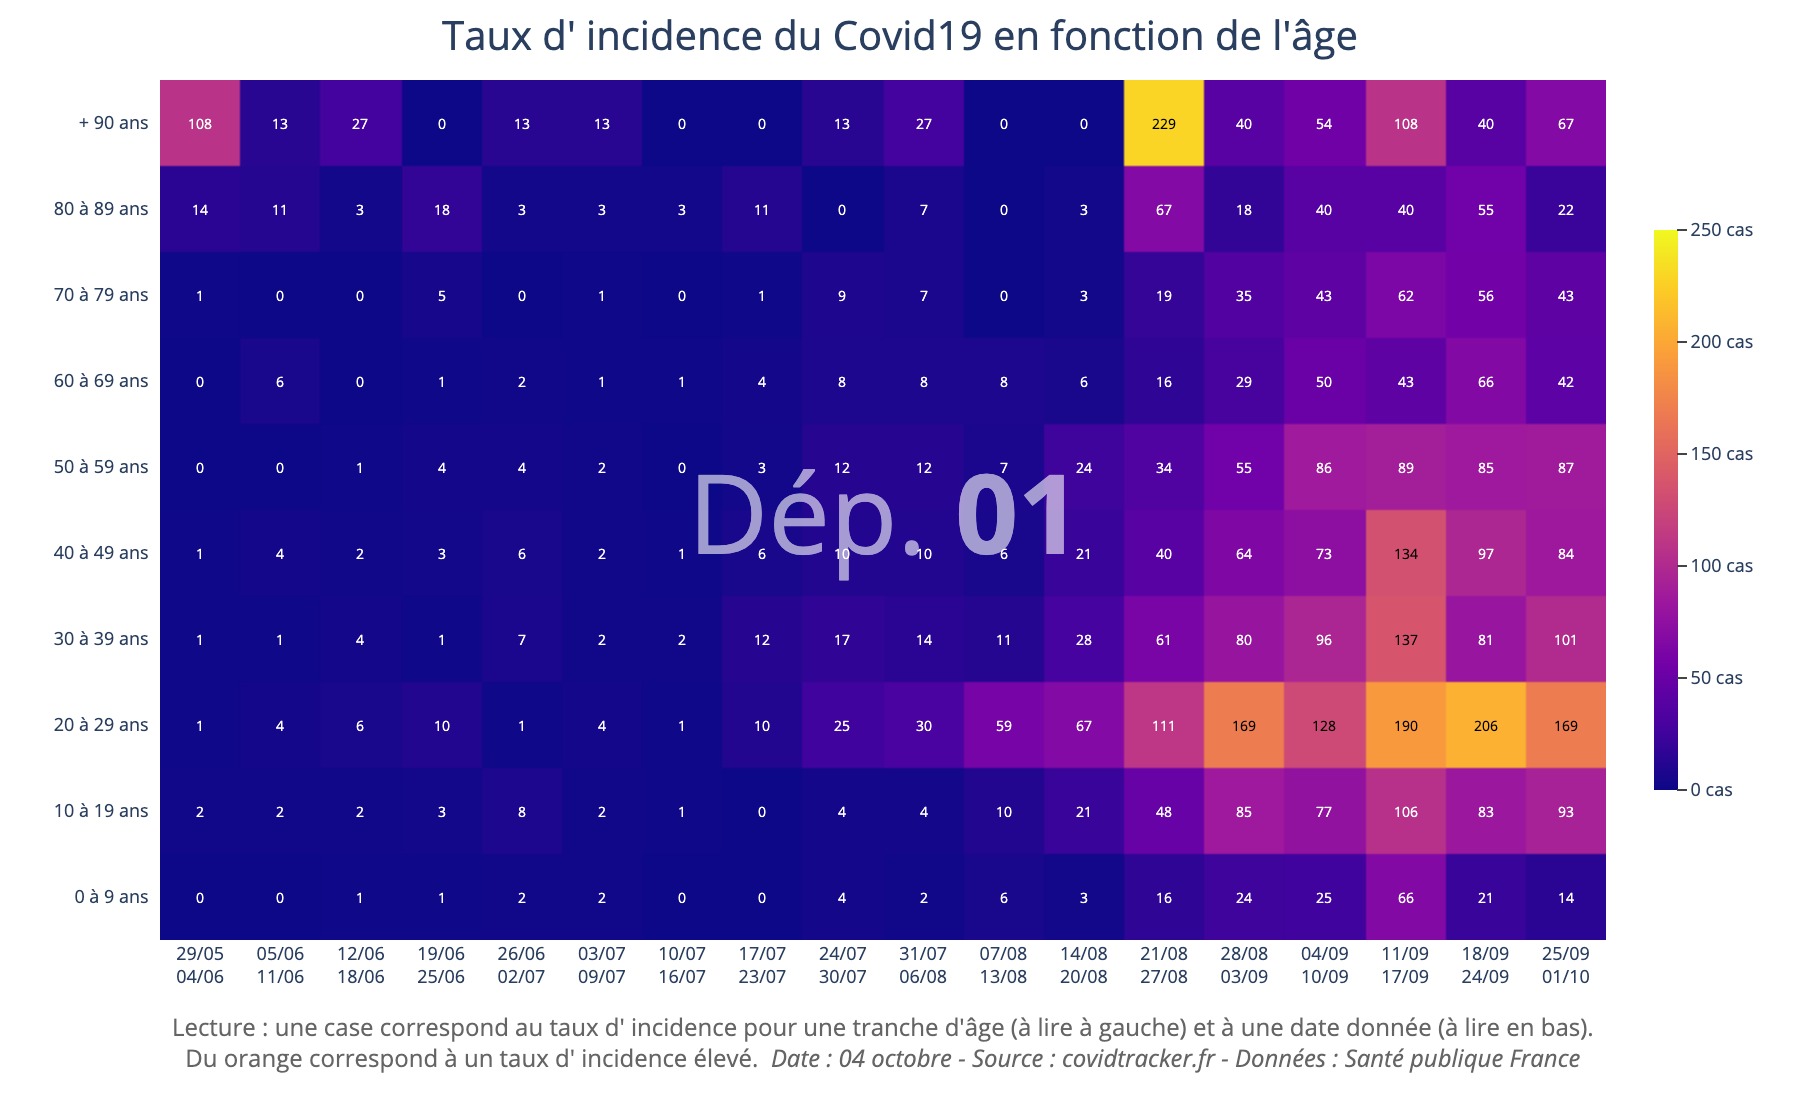 Taux d' incidence du Covid19 en fonction de l'âge
+ 90 ans 108 13 27 0 13 13 0 0 13 27 0 0 229 40 54 108 40 67
80 à 89 ans 14 11 3 18 3 3 3 11 0 7 0 3 67 18 40 40 55 22
70 à 79 ans 1 0 0 5 0 1 0 1 9 7 0 3 19 35 43 62 56 43
60 à 69 ans 0 6 0 1 2 1 1 4 8 8 8 6 16 29 50 43 66 42
50 à 59 ans 0 0 1 4 4 2 0 3 12 12 7 24 34 55 86 89 85 87
Dép. 01
40 à 49 ans 1 4 2 3 6 2 1 6 10 10 6 21 40 64 73 134 97 84
30 à 39 ans 1 1 4 1 7 2 2 12 17 14 11 28 61 80 96 137 81 101
20 à 29 ans 1 4 6 10 1 4 1 10 25 30 59 67 111 169 128 190 206 169
10 à 19 ans 2 2 2 3 8 2 1 0 4 4 10 21 48 85 77 106 83 93
0 à 9 ans 0 0 1 1 2 2 0 0 4 2 6 3 16 24 25 66 21 14
29/05 05/06 12/06 19/06 26/06 03/07 10/07 17/07 24/07 31/07 07/08 14/08 21/08 28/08 04/09 11/09 18/09 25/09
04/06 11/06 18/06 25/06 02/07 09/07 16/07 23/07 30/07 06/08 13/08 20/08 27/08 03/09 10/09 17/09 24/09 01/10
250 cas
200 cas
150 cas
100 cas
50 cas
0 cas
Lecture : une case correspond au taux d' incidence pour une tranche d'âge (à lire à gauche) et à une date donnée (à lire en bas).
Du orange correspond à un taux d' incidence élevé. Date : 04 octobre - Source : covidtracker.fr - Données : Santé publique France